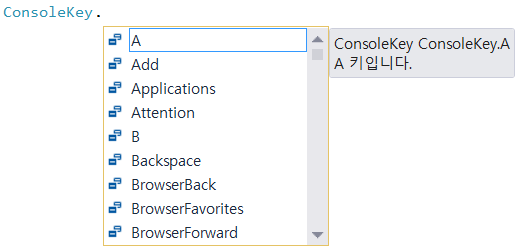 ConsoleKey.
A
Add
Applications
Attention
B
Backspace
BrowserBack
BrowserFavorites
BrowserForward
ConsoleKey ConsoleKey.A
A 키입니다.